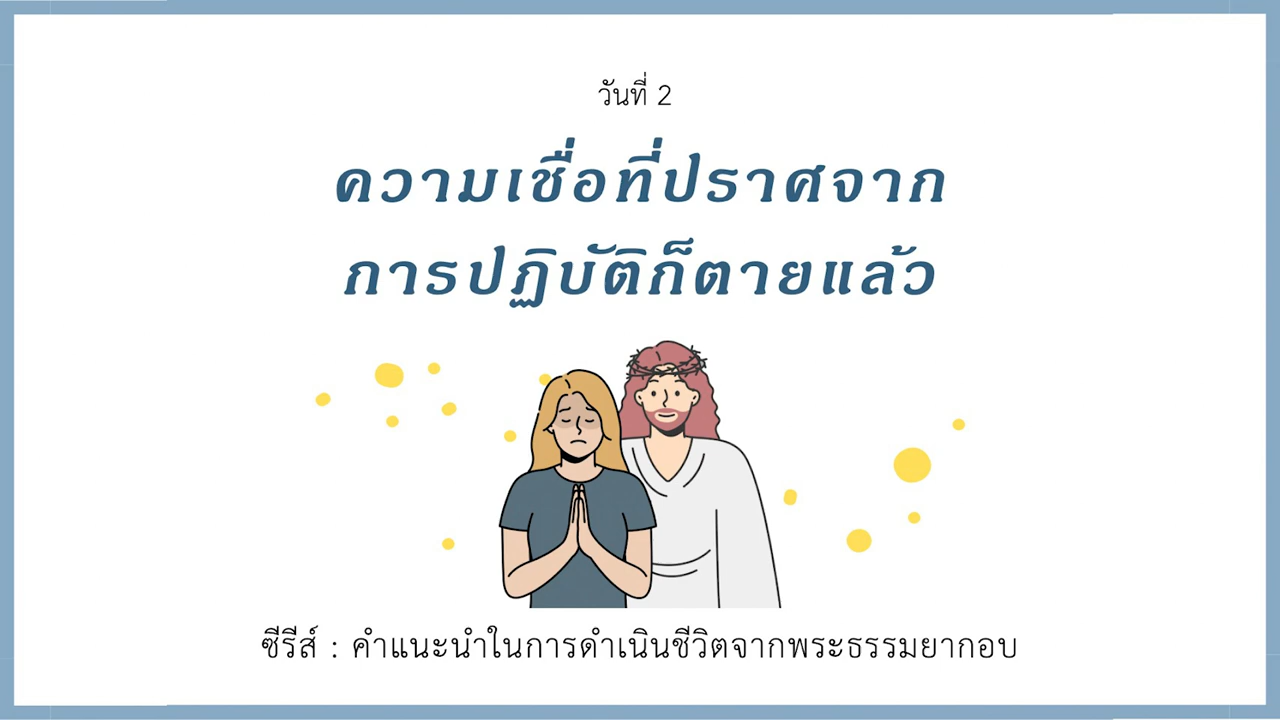 วันที่ 2
ความเชื่อที่ปราศจาก
การปฏิบัติก็ตายแล้ว
ซีรีส์ : คำแนะนำในการดำเนินชีวิตจากพระธรรมยากอบ